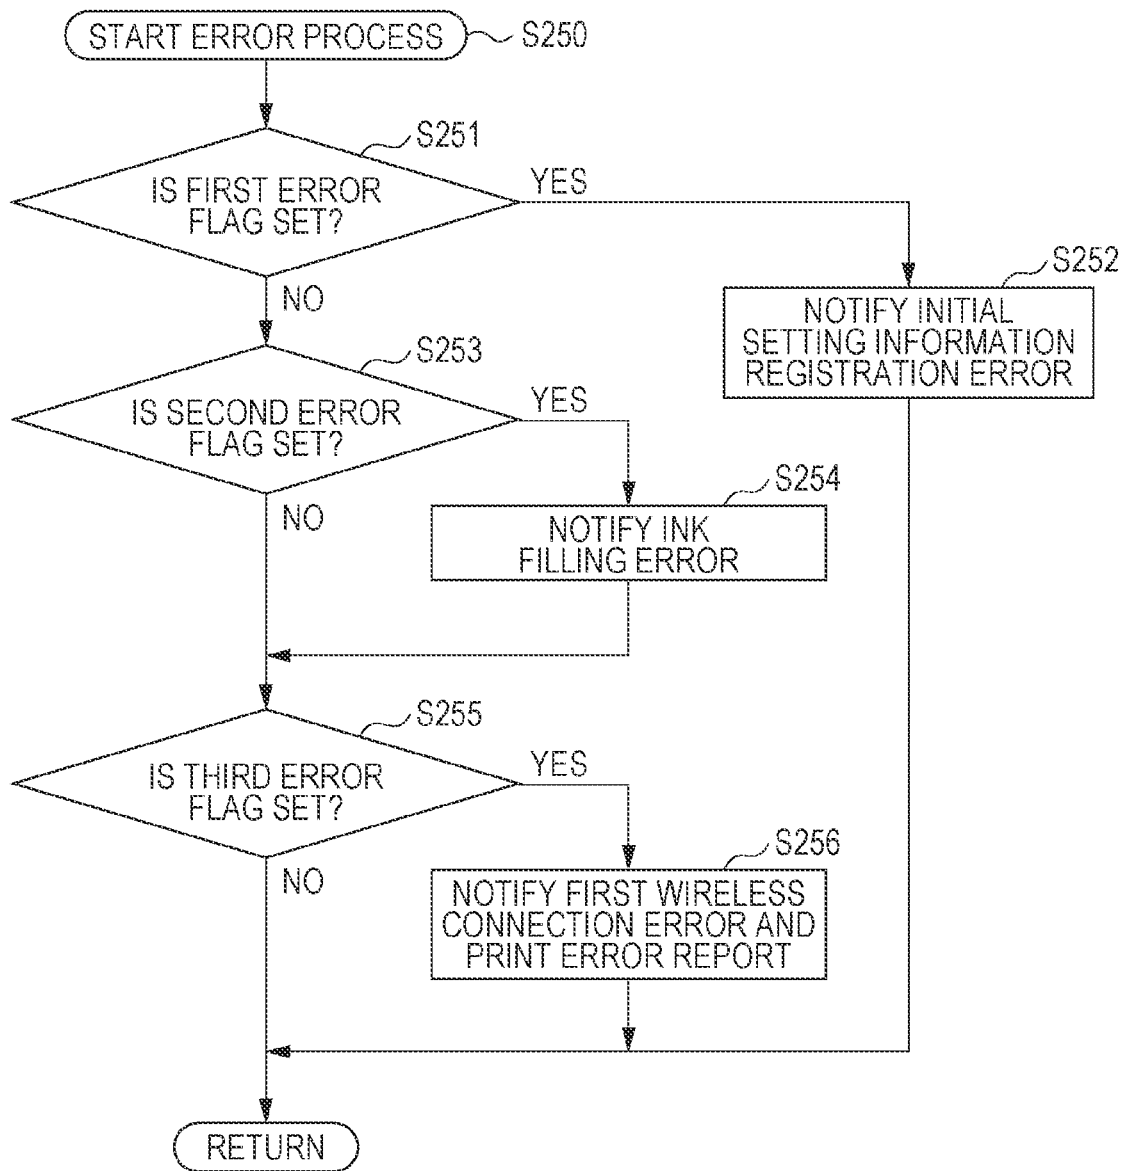 START ERROR PROCESS
S250
S251
IS FIRST ERROR
FLAG SET?
YES
NO
S252
NOTIFY INITIAL
SETTING INFORMATION
REGISTRATION ERROR
S253
IS SECOND ERROR
FLAG SET?
YES
NO
S254
NOTIFY INK
FILLING ERROR
S255
IS THIRD ERROR
FLAG SET?
YES
NO
S256
NOTIFY FIRST WIRELESS
CONNECTION ERROR AND
PRINT ERROR REPORT
RETURN